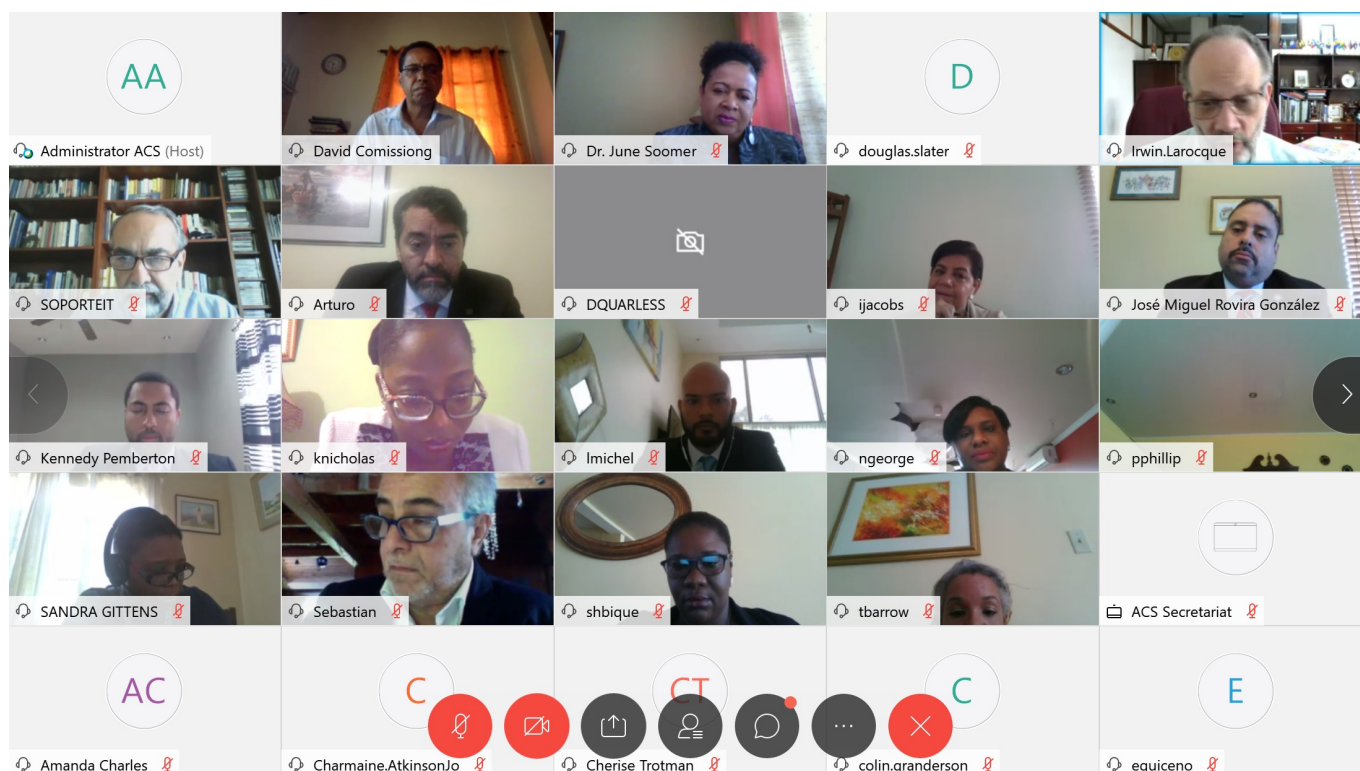 AA
Administrator ACS (Host)
David Comissiong
Dr. June Soomer
D
douglas.slater
Irwin.Larocque
SOPORTEIT
Arturo
DQUARLESS
ijacobs
José Miguel Rovira González
Kennedy Pemberton
knicholas
lmichel
ngeorge
pphillip
SANDRA GITTENS
Sebastian
shbique
tbarrow
ACS Secretariat
AC
Amanda Charles
C
Charmaine.AtkinsonJo
CT
Cherise Trotman
C
colin.granderson
E
equiceno